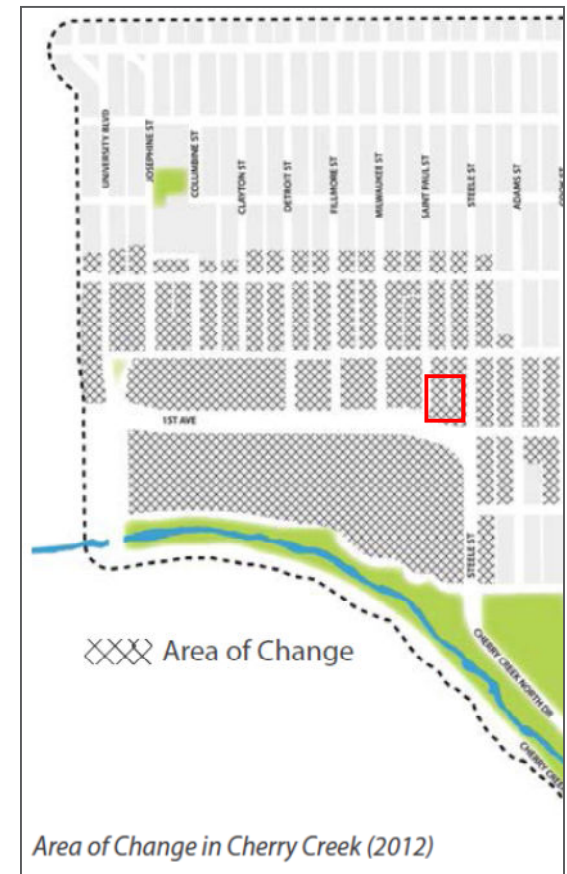 UNIVERSITY BLVD
JOSEPHINE ST
COLUMBINE ST
CLAYTON ST
DETROIT ST
FILLMORE ST
MILWAUKEE ST
SAINT PAUL ST
STEELE ST
ADAMS ST
1ST AVE
STEELE ST
CHERRY CREEK NORTH DR
CHERRY CREE
Area of Change
Area of Change in Cherry Creek (2012)